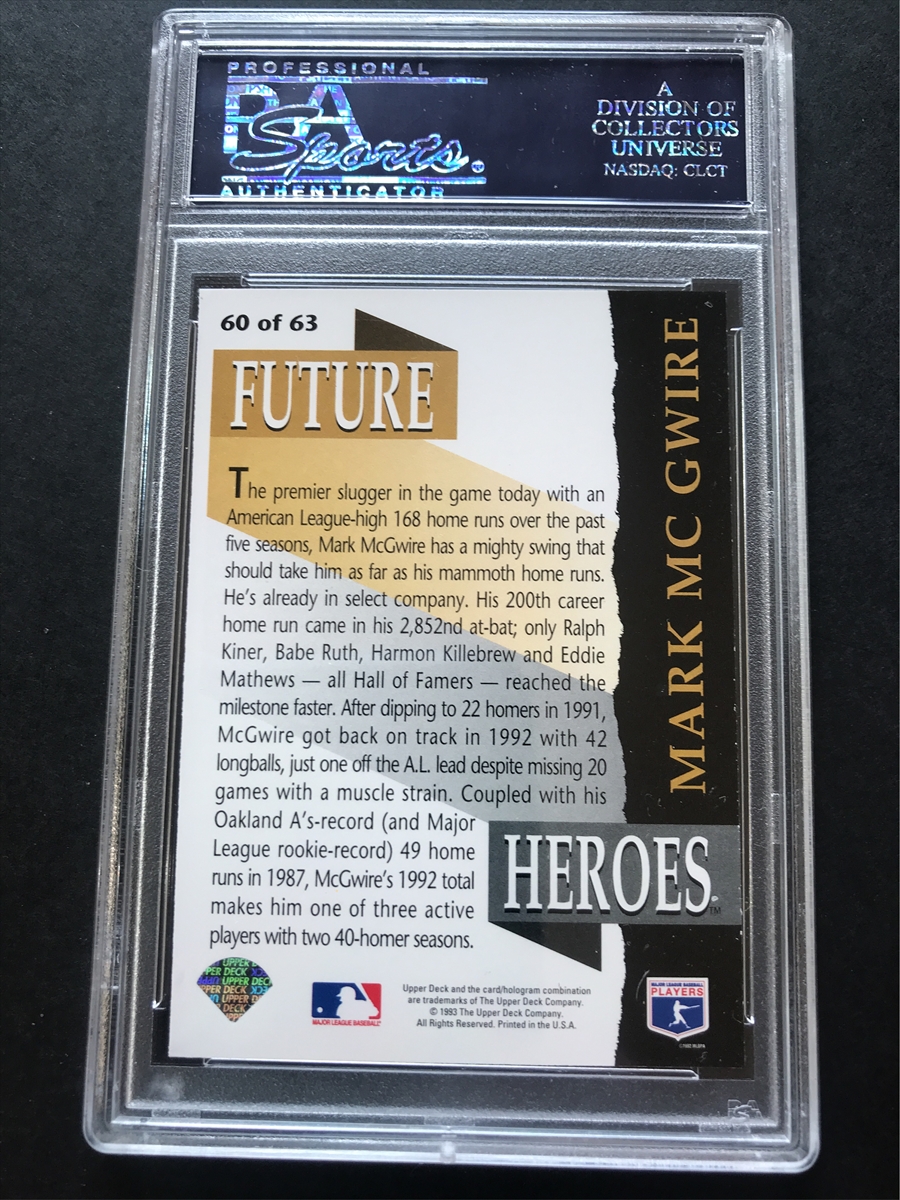 PROFESSIONAL
PSA
Sports.
AUTHENTICATOR
A
DIVISION OF
COLLECTORS
UNIVERSE
NASDAQ: CLCT
60 of 63
FUTURE
The premier slugger in the game today with an
American League-high 168 home runs over the past
five seasons, Mark McGwire has a mighty swing that
should take him as far as his mammoth home runs.
He's already in select company. His 200th career
home run came in his 2,852nd at-bat; only Ralph
Kiner, Babe Ruth, Harmon Killebrew and Eddie
Mathews — all Hall of Famers — reached the
milestone faster. After dipping to 22 homers in 1991,
McGwire got back on track in 1992 with 42
longballs, just one off the A.L. lead despite missing 20
games with a muscle strain. Coupled with his
Oakland A's-record (and Major
League rookie-record) 49 home
runs in 1987, McGwire's 1992 total
makes him one of three active
players with two 40-homer seasons.
MARK MC GWIRE
HEROES™
UPPER DECK
MAJOR LEAGUE BASEBALL
Upper Deck and the card/hologram combination
are trademarks of The Upper Deck Company.
© 1993 The Upper Deck Company.
All Rights Reserved. Printed in the U.S.A.
MAJOR LEAGUE BASEBALL
PLAYERS